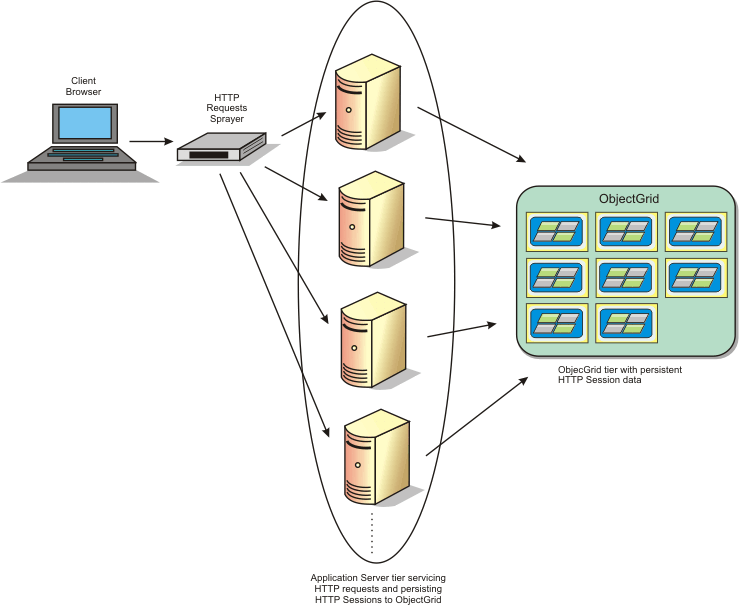 Client
Browser
HTTP
Requests
Sprayer
ObjectGrid
ObjecGrid tier with persistent
HTTP Session data
Application Server tier servicing
HTTP requests and persisting
HTTP Sessions to ObjectGrid